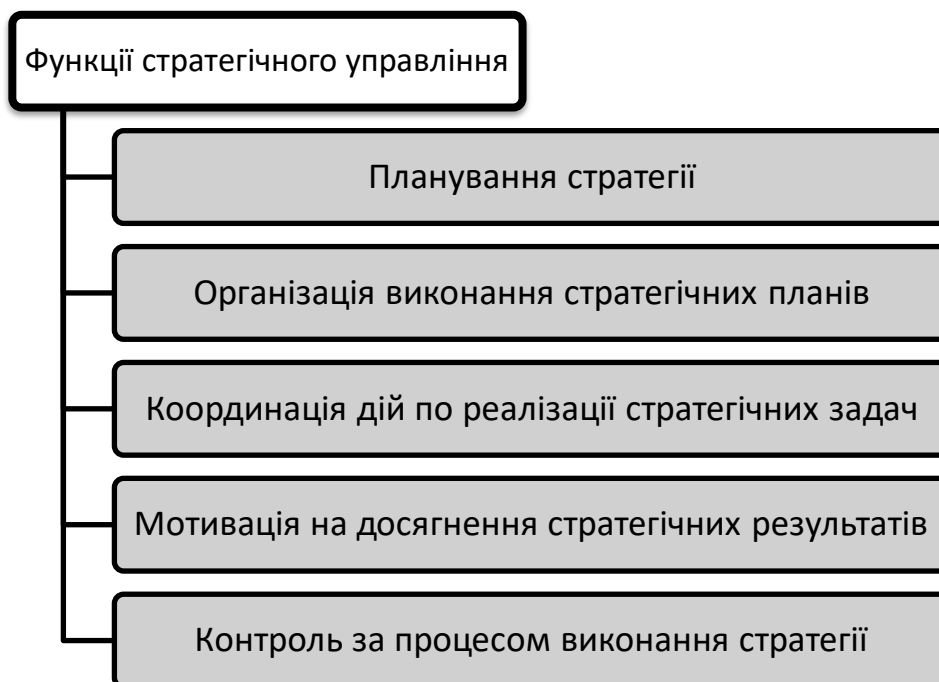 Функції стратегічного управління
Планування стратегії
Організація виконання стратегічних планів
Координація дій по реалізації стратегічних задач
Мотивація на досягнення стратегічних результатів
Контроль за процесом виконання стратегії